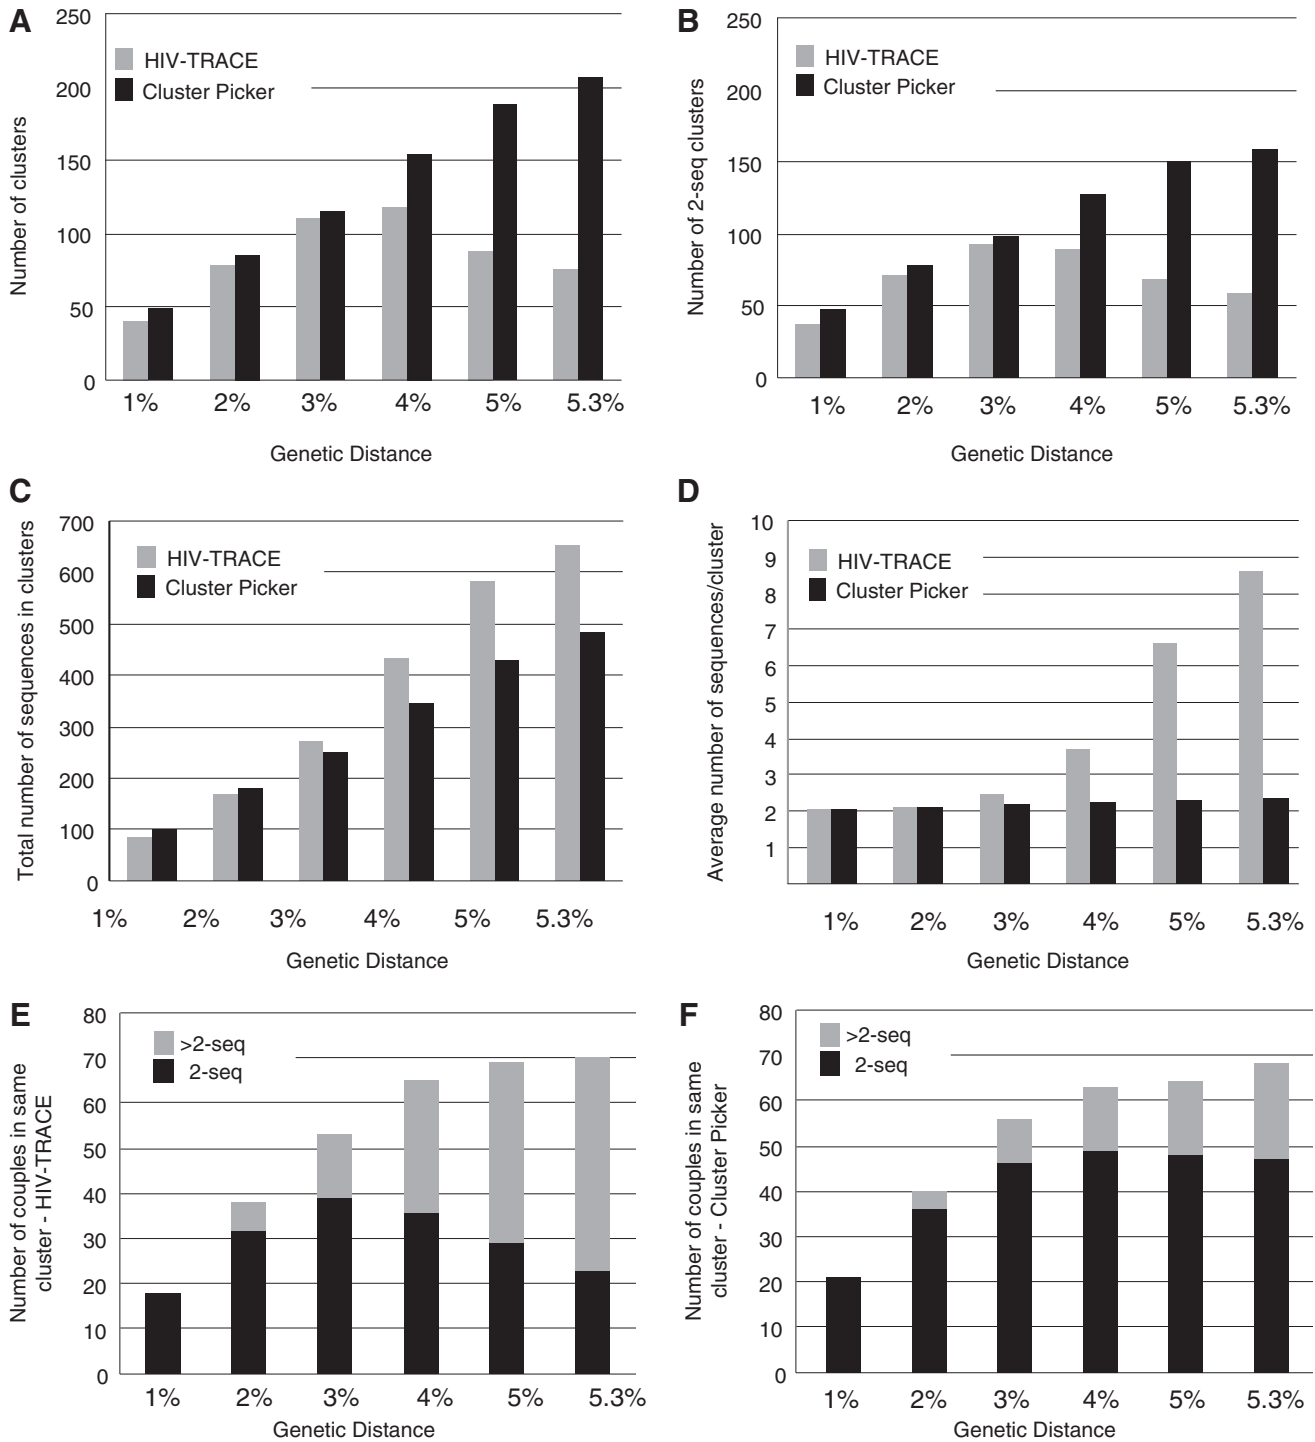 A
250
200
150
100
50
0
Number of clusters
HIV-TRACE
Cluster Picker
1% 2% 3% 4% 5% 5.3%
Genetic Distance
B
250
200
150
100
50
0
Number of 2-seq clusters
HIV-TRACE
Cluster Picker
1% 2% 3% 4% 5% 5.3%
Genetic Distance
C
700
600
500
400
300
200
100
0
Total number of sequences in clusters
HIV-TRACE
Cluster Picker
1% 2% 3% 4% 5% 5.3%
Genetic Distance
D
10
9
8
7
6
5
4
3
2
1
Average number of sequences/cluster
HIV-TRACE
Cluster Picker
1% 2% 3% 4% 5% 5.3%
Genetic Distance
E
80
70
60
50
40
30
20
10
0
Number of couples in same
cluster - HIV-TRACE
>2-seq
2-seq
1% 2% 3% 4% 5% 5.3%
Genetic Distance
F
80
70
60
50
40
30
20
10
0
Number of couples in same
cluster - Cluster Picker
>2-seq
2-seq
1% 2% 3% 4% 5% 5.3%
Genetic Distance